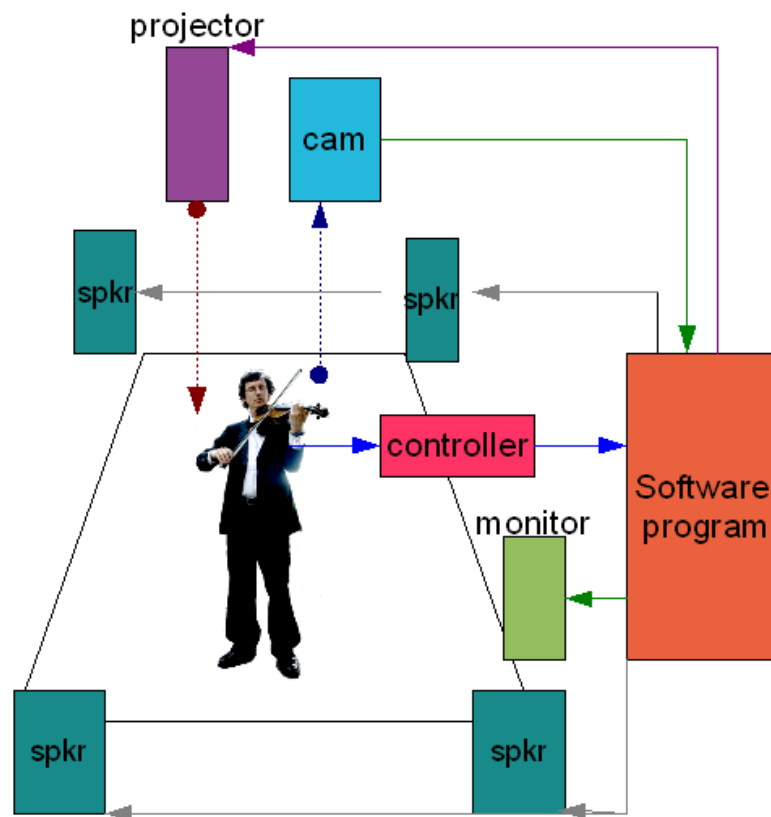 projector
cam
spkr
spkr
controller
Software
program
monitor
spkr
spkr